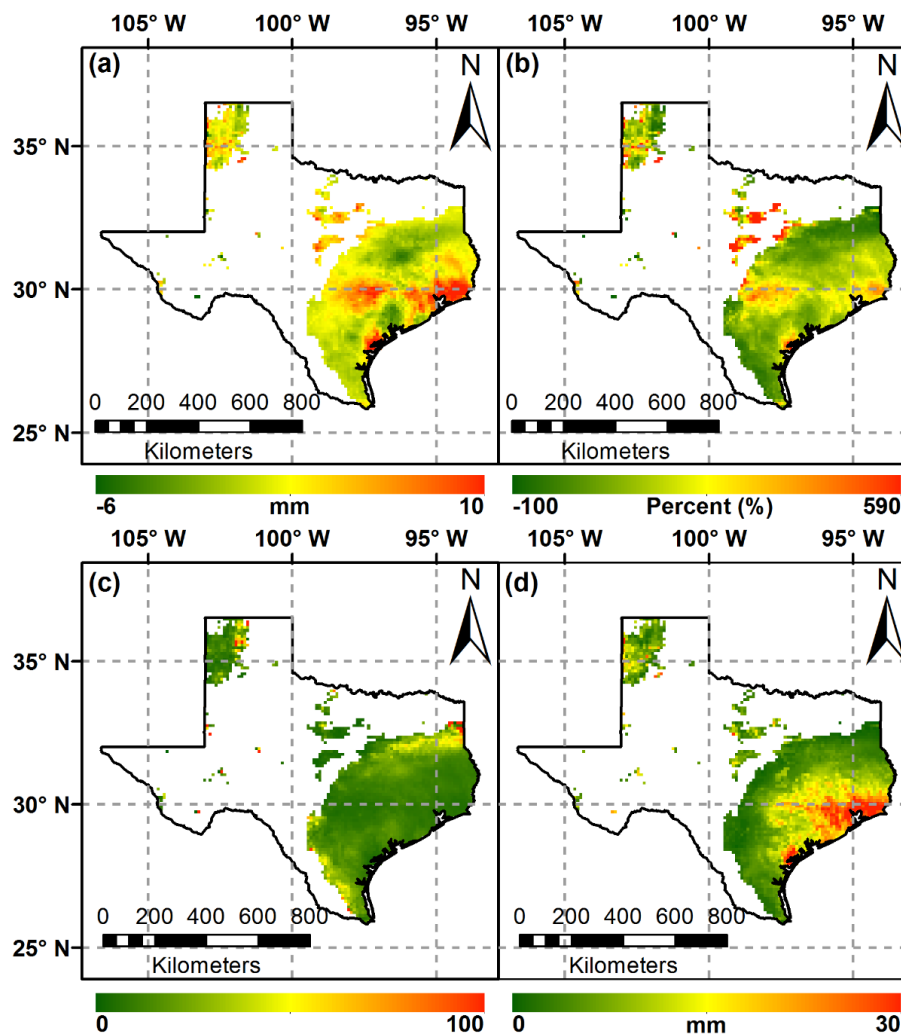 105° W 100° W 95° W 100° W 95° W
(a) N (b) N
35° N
30° N
0 200 400 600 800 0 200 400 600 800
25° N
Kilometers Kilometers
-6 mm 10 -100 Percent (%) 590
105° W 100° W 95° W 105° W 100° W 95° W
(c) N (d) N
35° N
30° N
0 200 400 600 800 0 200 400 600 800
25° N
Kilometers Kilometers
0 100 0 mm 30